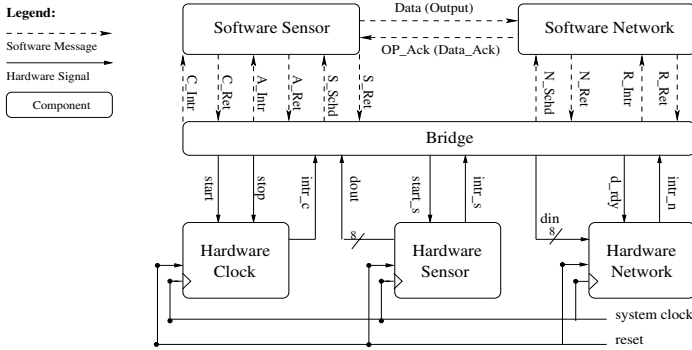 Legend:
Software Message
Hardware Signal
Component
Software Sensor
Data (Output)
OP_Ack (Data_Ack)
Software Network
C_Intr
C_Ret
A_Intr
A_Ret
S_Schd
S_Ret
N_Schd
N_Ret
R_Intr
R_Ret
Bridge
start
stop
intr_c
dout
8
start_s
intr_s
din
8
d_rdy
intr_n
Hardware
Clock
Hardware
Sensor
Hardware
Network
system clock
reset